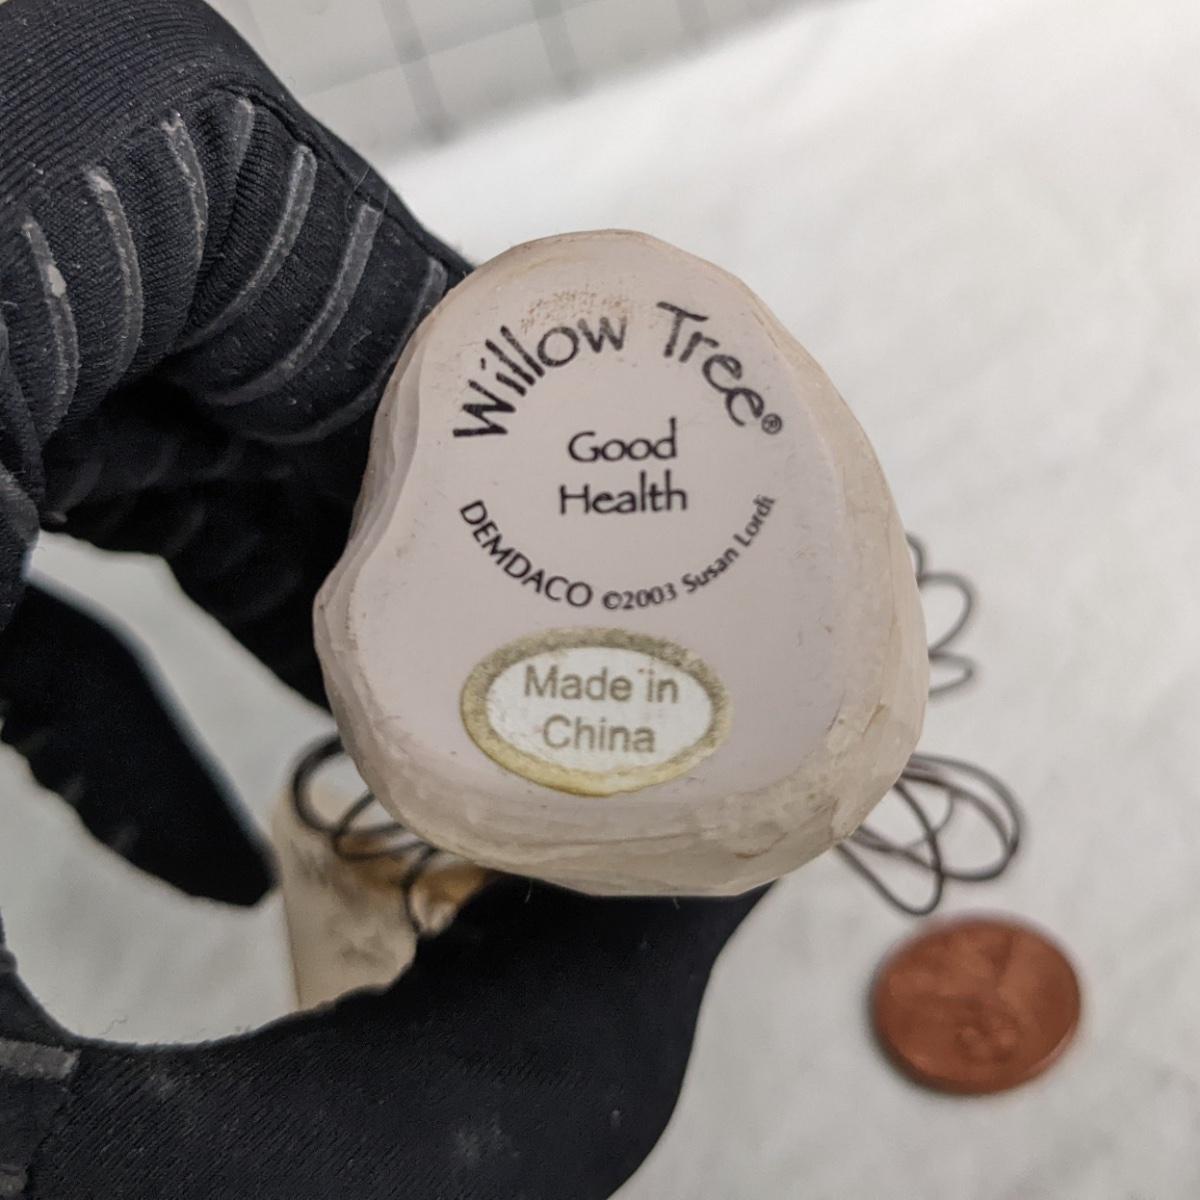 Willow Tree®
Good
Health
DEMDACO ©2003 Susan Lordi
Made in
China